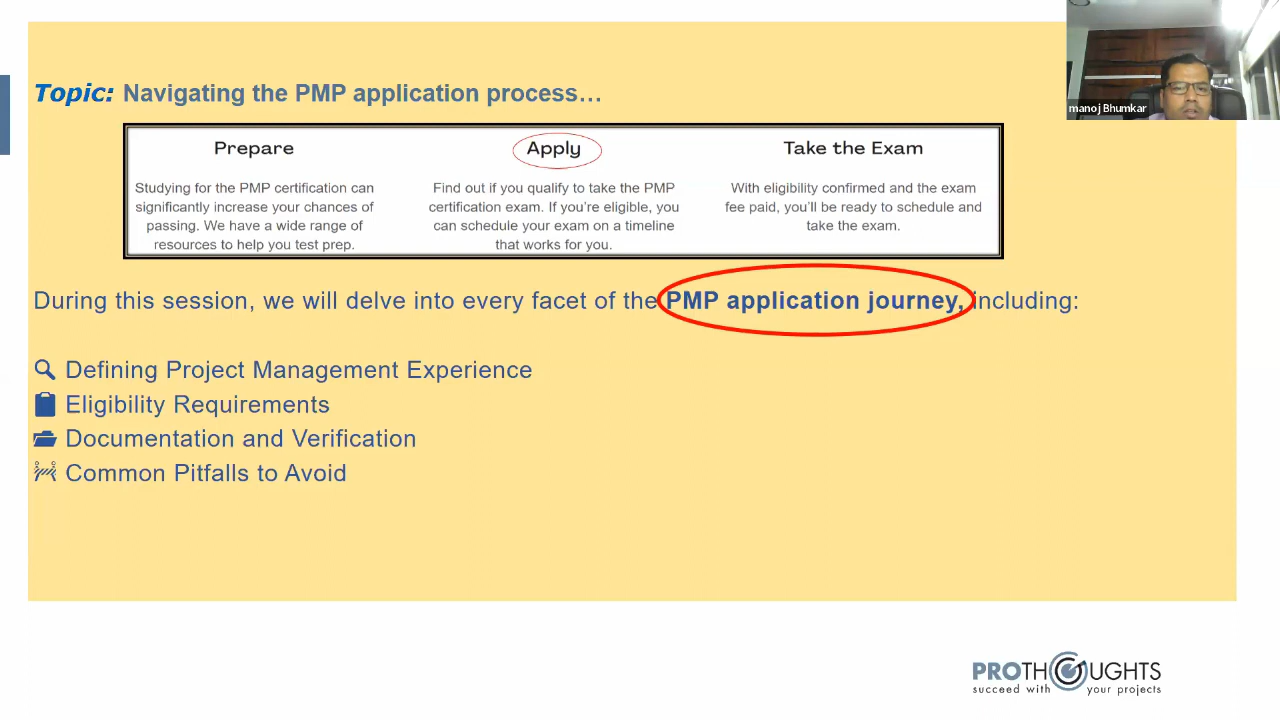 Topic: Navigating the PMP application process…
Prepare
Studying for the PMP certification can
significantly increase your chances of
passing. We have a wide range of
resources to help you test prep.
Apply
Find out if you qualify to take the PMP
certification exam. If you're eligible, you
can schedule your exam on a timeline
that works for you.
Take the Exam
With eligibility confirmed and the exam
fee paid, you'll be ready to schedule and
take the exam.
During this session, we will delve into every facet of the PMP application journey, including:
Defining Project Management Experience
Eligibility Requirements
Documentation and Verification
Common Pitfalls to Avoid
manoj Bhumkar
PROTHOUGHTS
succeed with your projects